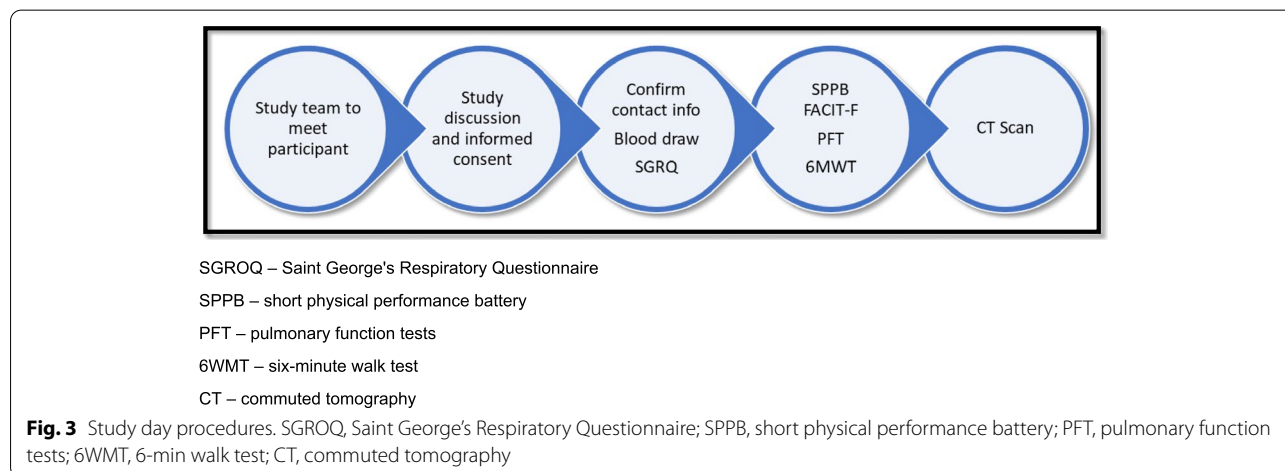 Study team to
meet
participant
Study
discussion
and informed
consent
Confirm
contact info
Blood draw
SGRQ
SPPB
FACIT-F
PFT
6MWT
CT Scan
SGROQ – Saint George's Respiratory Questionnaire
SPPB – short physical performance battery
PFT – pulmonary function tests
6WMT – six-minute walk test
CT – commuted tomography
Fig. 3 Study day procedures. SGROQ, Saint George’s Respiratory Questionnaire; SPPB, short physical performance battery; PFT, pulmonary function
tests; 6WMT, 6-min walk test; CT, commuted tomography